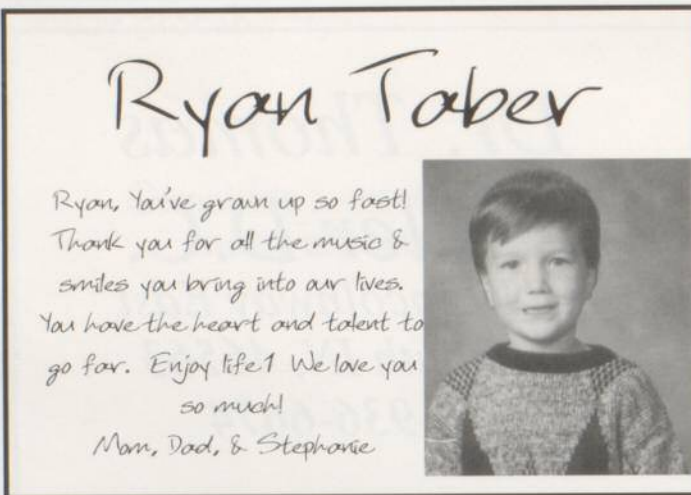 Ryan Taber
Ryan, You've grown up so fast!
Thank you for all the music &
smiles you bring into our lives.
You have the heart and talent to
go far. Enjoy life! We love you
so much!
Mom, Dad, & Stephanie